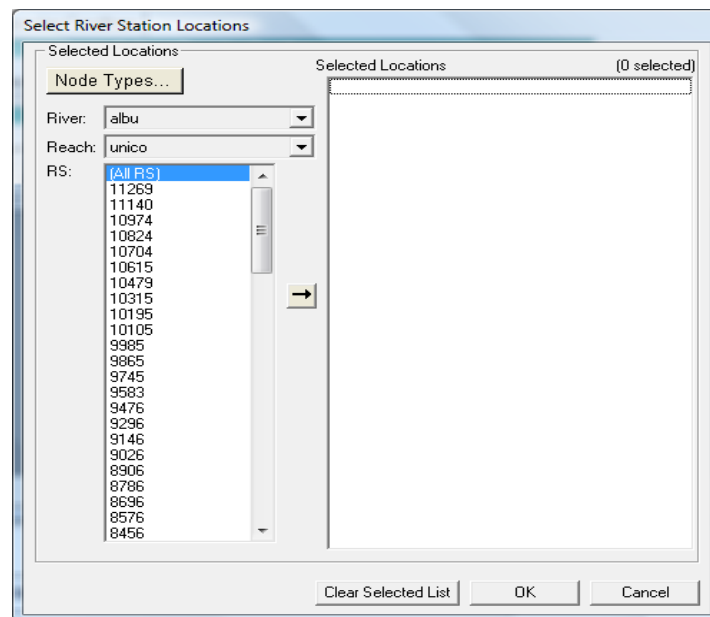 Select River Station Locations
Selected Locations
Node Types...
River: albu
Reach: unico
RS: (All RS)
11269
11140
10974
10824
10704
10615
10479
10315
10195
10105
9985
9865
9745
9583
9476
9296
9146
9026
8906
8786
8696
8576
8456
Selected Locations (0 selected)
Clear Selected List OK Cancel